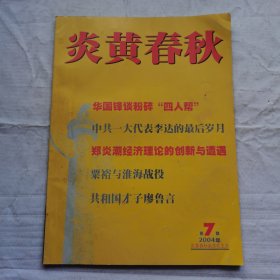 炎黄春秋
华国锋谈粉碎“四人帮”
中共一大代表李达的最后岁月
郑炎潮经济理论的创新与遭遇
粟裕与淮海战役
共和国才子廖鲁言
第7期
2004年